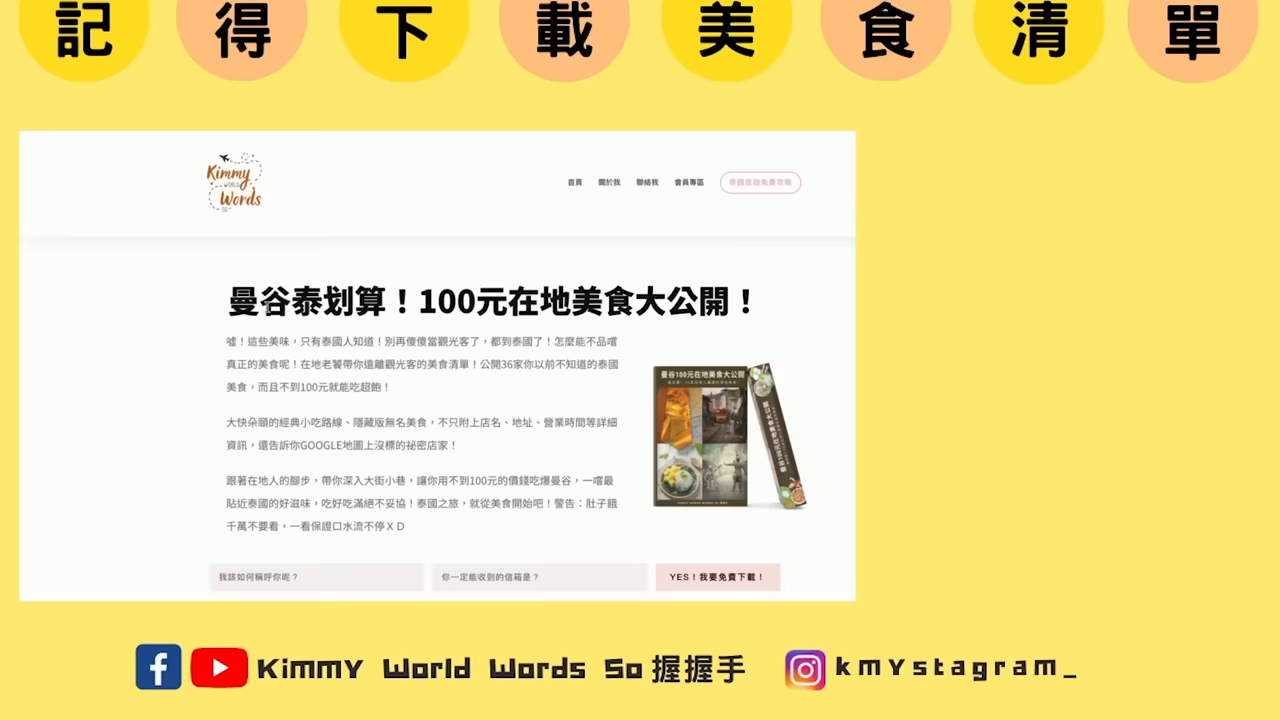 記得下載美食清單
Kimmy
WORLD
Words
首頁 關於我 聯絡我 會員專區 泰國旅遊免費攻略
曼谷泰划算！100元在地美食大公開！
噓！這些美味，只有泰國人知道！別再傻傻當觀光客了，都到泰國了！怎麼能不品嚐
真正的美食呢！在地老饕帶你遠離觀光客的美食清單！公開36家你以前不知道的泰國
美食，而且不到100元就能吃超飽！
大快朵頤的經典小吃路線、隱藏版無名美食，不只附上店名、地址、營業時間等詳細
資訊，還告訴你GOOGLE地圖上沒標的祕密店家！
跟著在地人的腳步，帶你深入大街小巷，讓你用不到100元的價錢吃爆曼谷，一嚐最
貼近泰國的好滋味，吃好吃滿絕不妥協！泰國之旅，就從美食開始吧！警告：肚子餓
千萬不要看，一看保證口水流不停ＸＤ
曼谷100元在地美食大公開
曼谷100元在地美食大公開
我該如何稱呼你呢？ 你一定能收到的信箱是？ YES！我要免費下載！
KimmY World Words So 握握手 kmYstagram_